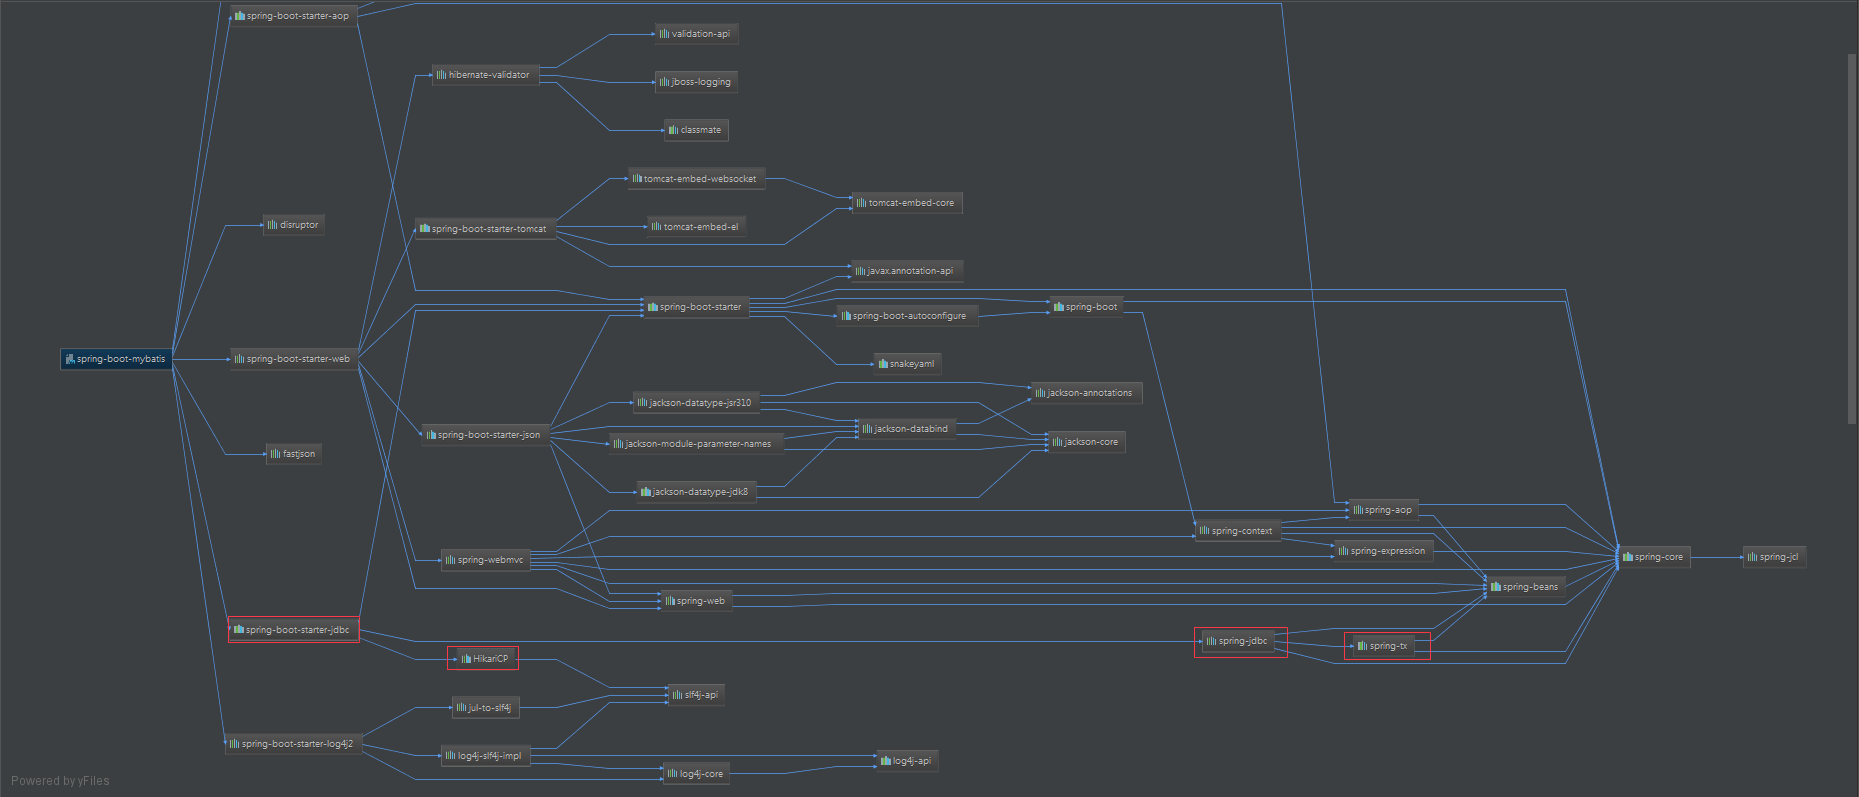 spring-boot-starter-aop
validation-api
hibernate-validator
jboss-logging
classmate
tomcat-embed-websocket
tomcat-embed-core
disruptor
spring-boot-starter-tomcat
tomcat-embed-el
javax.annotation-api
spring-boot-starter
spring-boot
spring-boot-autoconfigure
spring-boot-mybatis
spring-boot-starter-web
snakeyaml
jackson-datatype-jsr310
jackson-annotations
jackson-databind
spring-boot-starter-json
jackson-module-parameter-names
jackson-core
fastjson
jackson-datatype-jdk8
spring-aop
spring-context
spring-expression
spring-webmvc
spring-core
spring-jcl
spring-beans
spring-web
spring-boot-starter-jdbc
spring-jdbc
spring-tx
HikariCP
slf4j-api
jul-to-slf4j
spring-boot-starter-log4j2
log4j-slf4j-impl
log4j-api
log4j-core
Powered by yFiles